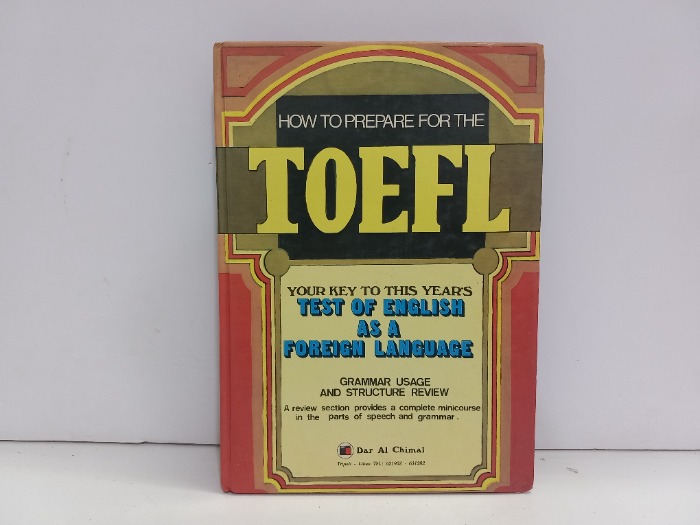 HOW TO PREPARE FOR THE
TOEFL
YOUR KEY TO THIS YEAR'S
TEST OF ENGLISH
AS A
FOREIGN LANGUAGE
GRAMMAR USAGE
AND STRUCTURE REVIEW
A review section provides a complete minicourse
in the parts of speech and grammar.
Dar Al Chimal
Tripoli -